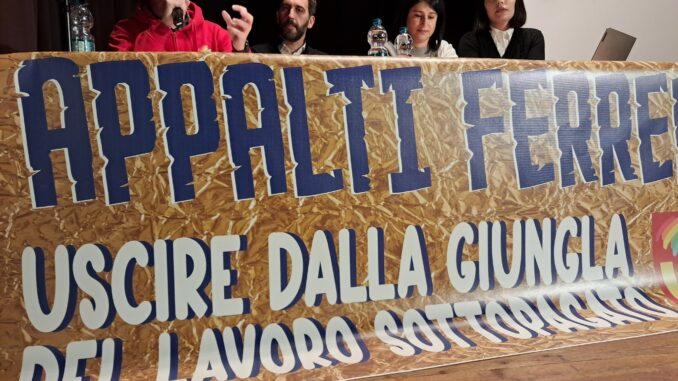 APPALTI FERRE
USCIRE DALLA GIUNGLA
DEL LAVORO SOTTOPAGATO